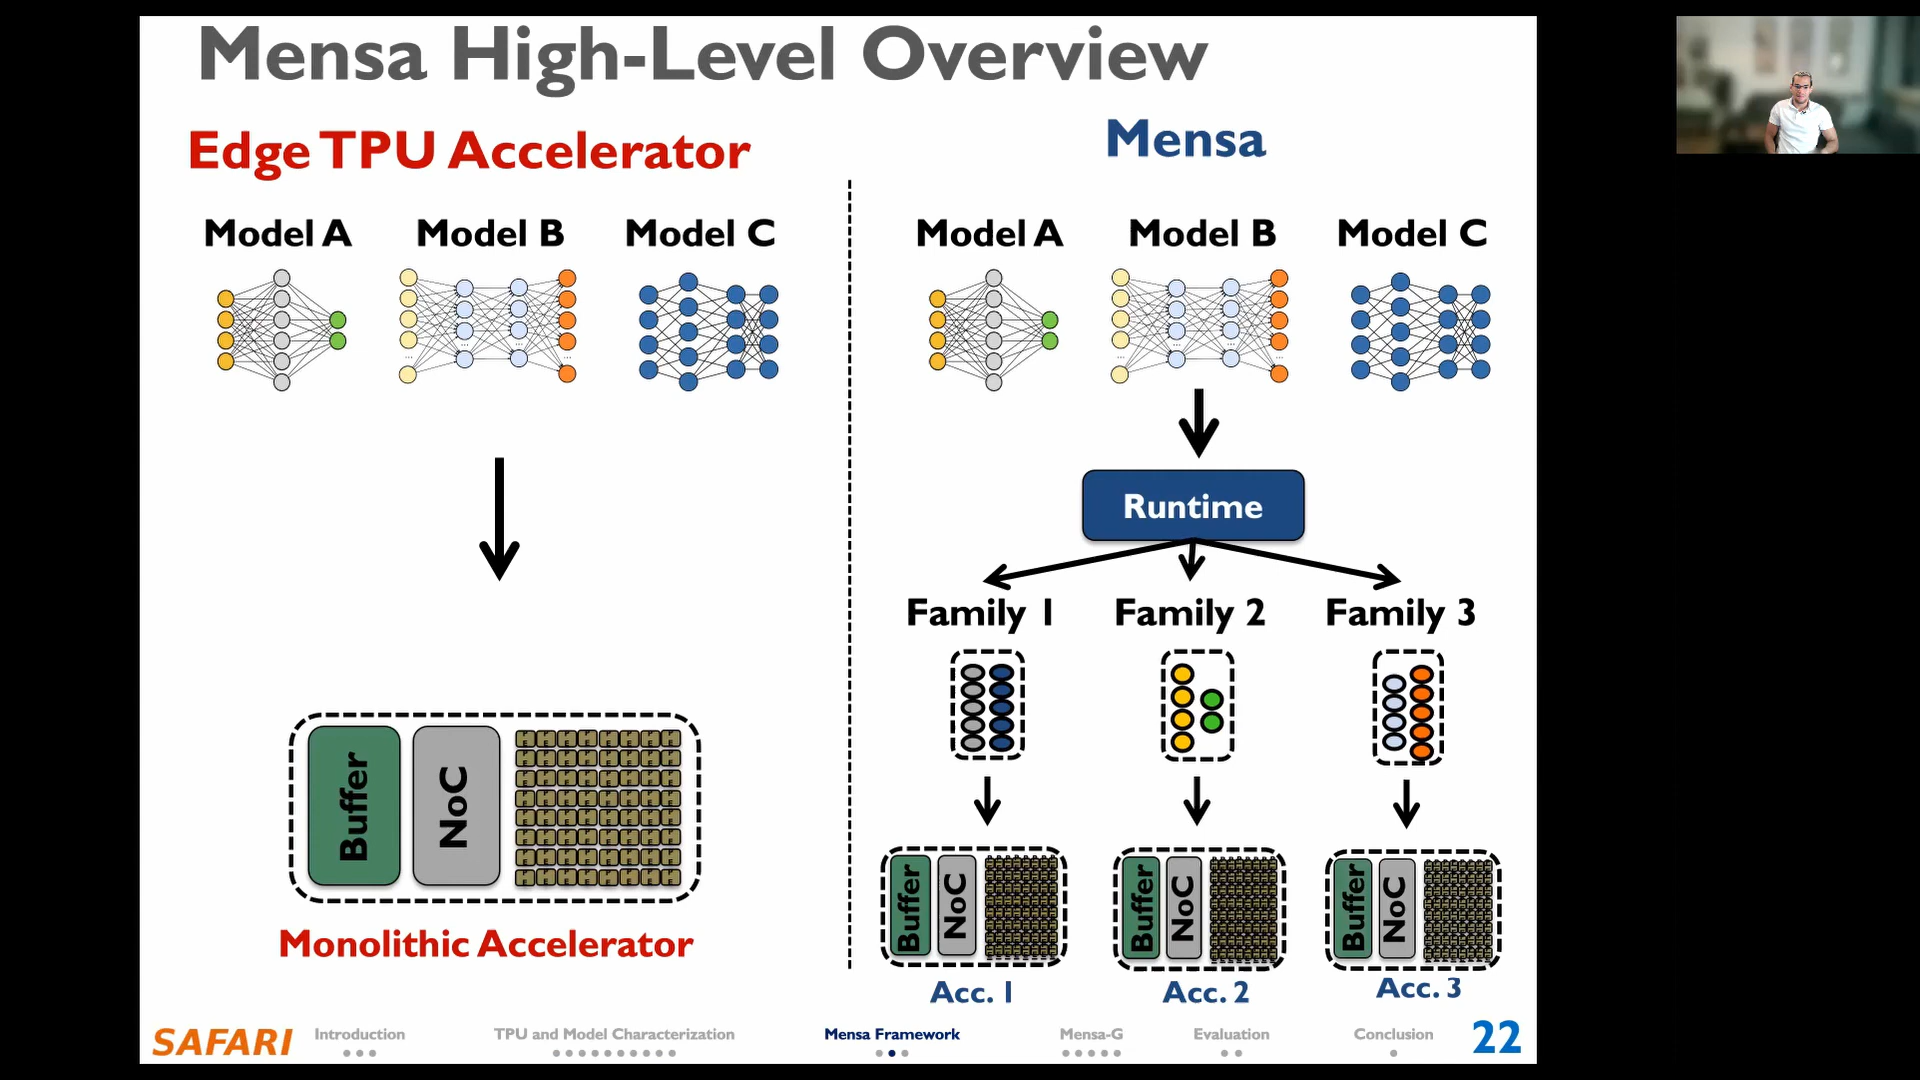 Mensa High-Level Overview
Edge TPU Accelerator
Mensa
Model A
Model B
Model C
Model A
Model B
Model C
Runtime
Family 1
Family 2
Family 3
Buffer
NoC
Monolithic Accelerator
Buffer
NoC
Buffer
NoC
Buffer
NoC
Acc. 1
Acc. 2
Acc. 3
SAFARI
Introduction
TPU and Model Characterization
Mensa Framework
Mensa-G
Evaluation
Conclusion
22